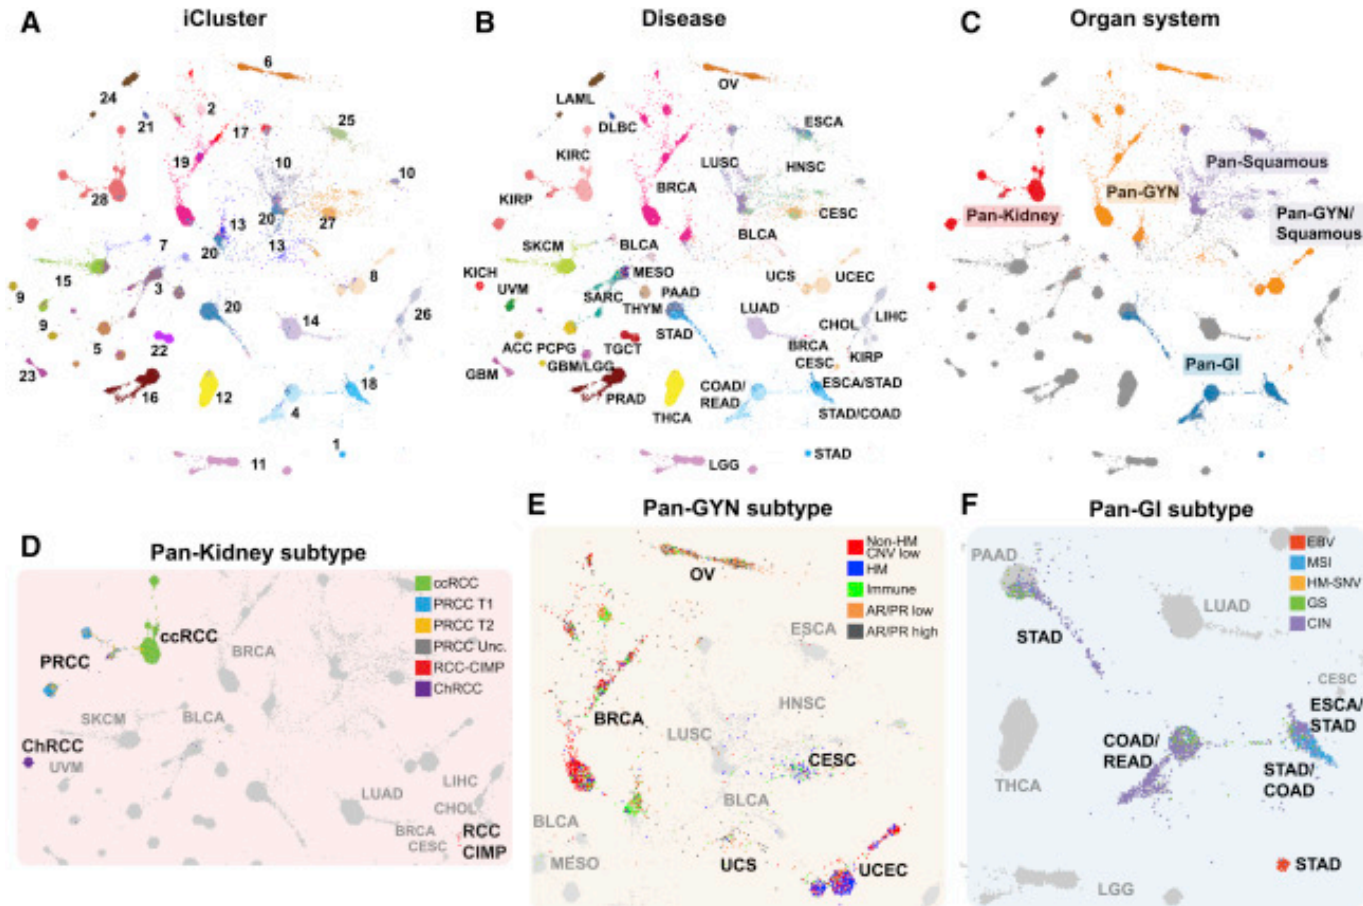 A
iCluster
6
24
2
21
17
25
19
10
10
28
27
20
13
20
13
7
15
3
8
9
9
20
14
26
5
22
23
16
12
18
4
1
11
B
Disease
OV
LAML
DLBC
ESCA
KIRC
LUSC
HNSC
KIRP
BRCA
CESC
BLCA
SKCM
BLCA
KICH
MESO
UCS
UCEC
UVM
SARC
PAAD
THYM
LUAD
LIHC
CHOL
STAD
ACC
PCPG
TGCT
BRCA
KIRP
GBM
GBM/LGG
CESC
PRAD
COAD/
READ
ESCA/STAD
THCA
STAD/COAD
LGG
STAD
C
Organ system
Pan-Squamous
Pan-GYN
Pan-Kidney
Pan-GYN/
Squamous
Pan-GI
D
Pan-Kidney subtype
ccRCC
PRCC T1
PRCC T2
PRCC Unc.
RCC-CIMP
ChRCC
ccRCC
PRCC
BRCA
SKCM
BLCA
ChRCC
UVM
LIHC
LUAD
CHOL
BRCA
CESC
RCC
CIMP
E
Pan-GYN subtype
Non-HM
CNV low
HM
Immune
AR/PR low
AR/PR high
OV
ESCA
BRCA
HNSC
LUSC
CESC
BLCA
BLCA
MESO
UCS
UCEC
F
Pan-GI subtype
EBV
MSI
HM-SNV
GS
CIN
PAAD
LUAD
STAD
CESC
ESCA/
STAD
COAD/
READ
STAD/
COAD
THCA
STAD
LGG